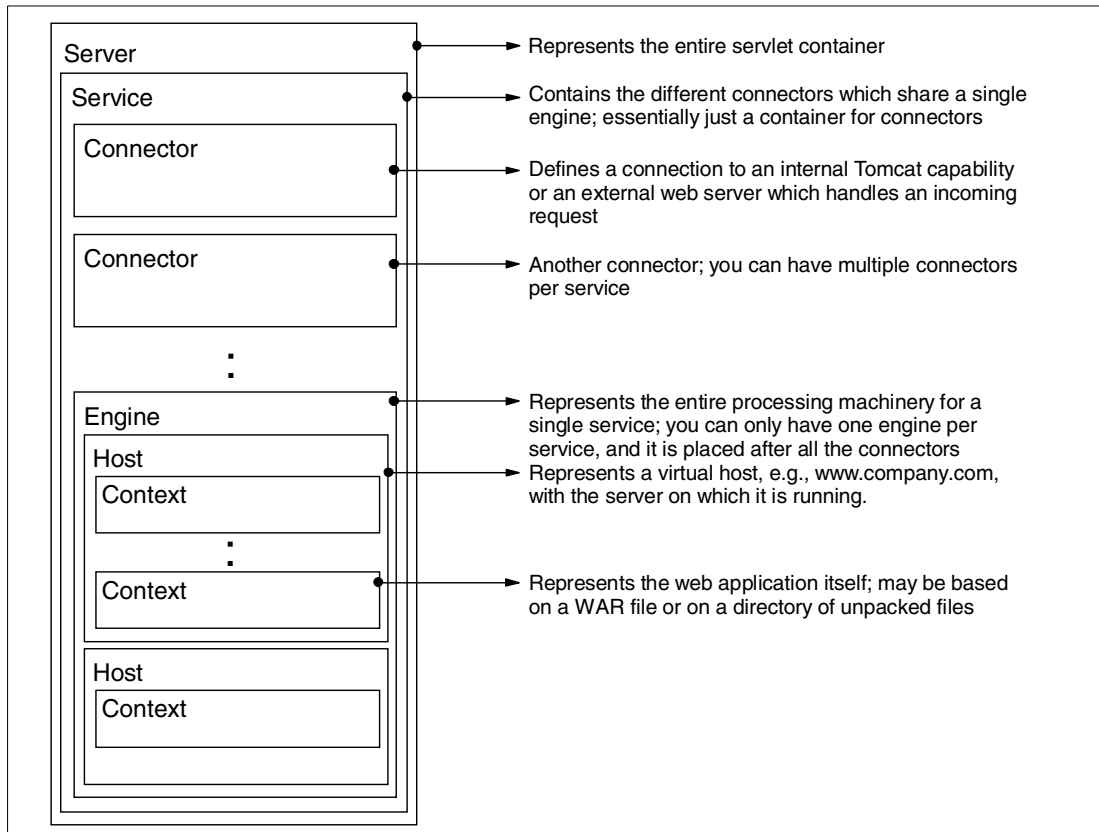 Server
Represents the entire servlet container
Service
Contains the different connectors which share a single
engine; essentially just a container for connectors
Connector
Defines a connection to an internal Tomcat capability
or an external web server which handles an incoming
request
Connector
Another connector; you can have multiple connectors
per service
:
Engine
Represents the entire processing machinery for a
single service; you can only have one engine per
service, and it is placed after all the connectors
Host
Represents a virtual host, e.g., www.company.com,
with the server on which it is running.
Context
:
Context
Represents the web application itself; may be based
on a WAR file or on a directory of unpacked files
Host
Context